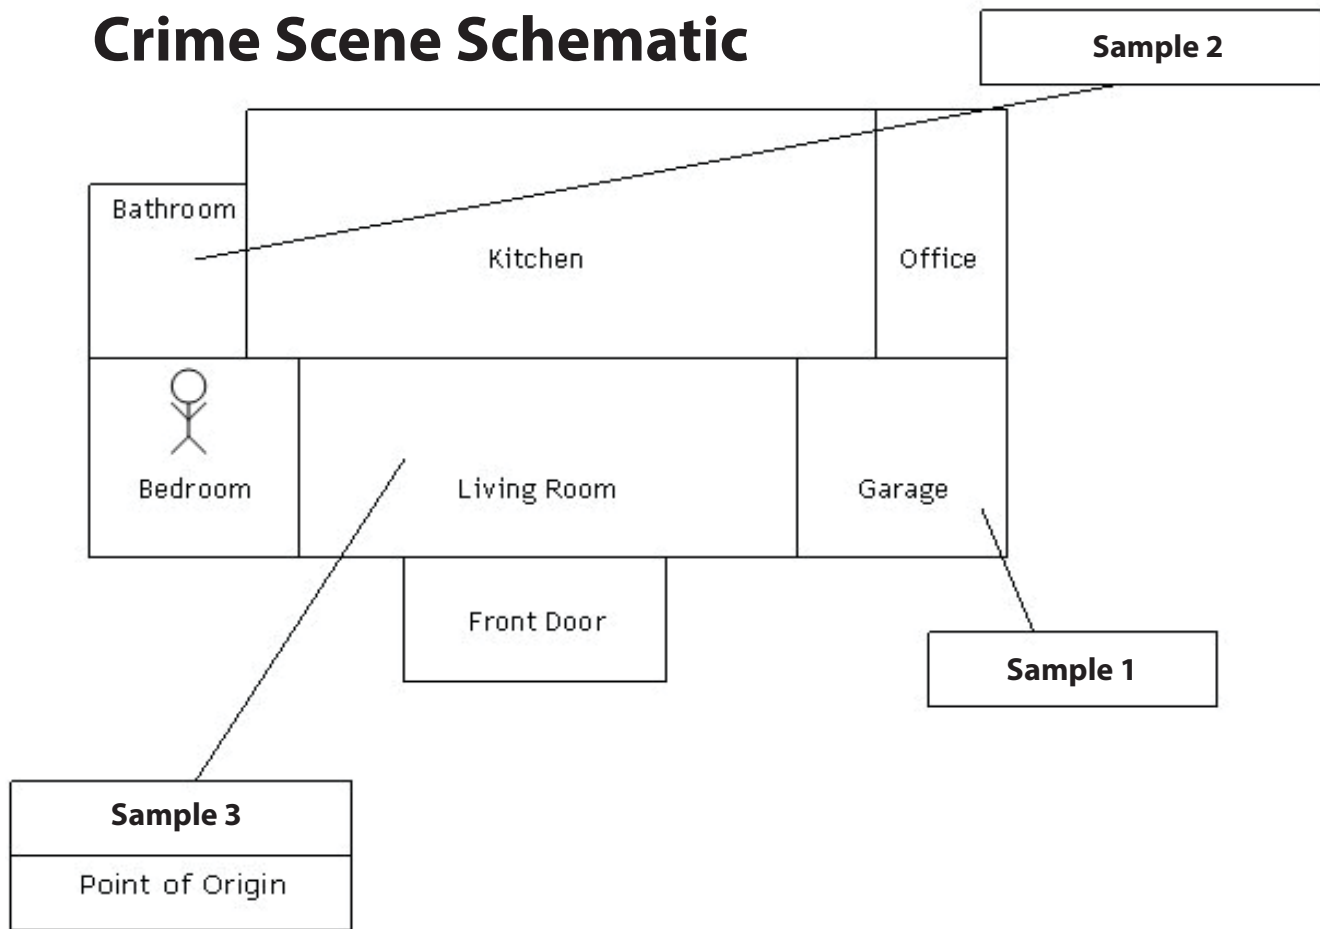 Crime Scene Schematic
Sample 2
Bathroom
Kitchen
Office
Bedroom
Living Room
Garage
Front Door
Sample 1
Sample 3
Point of Origin